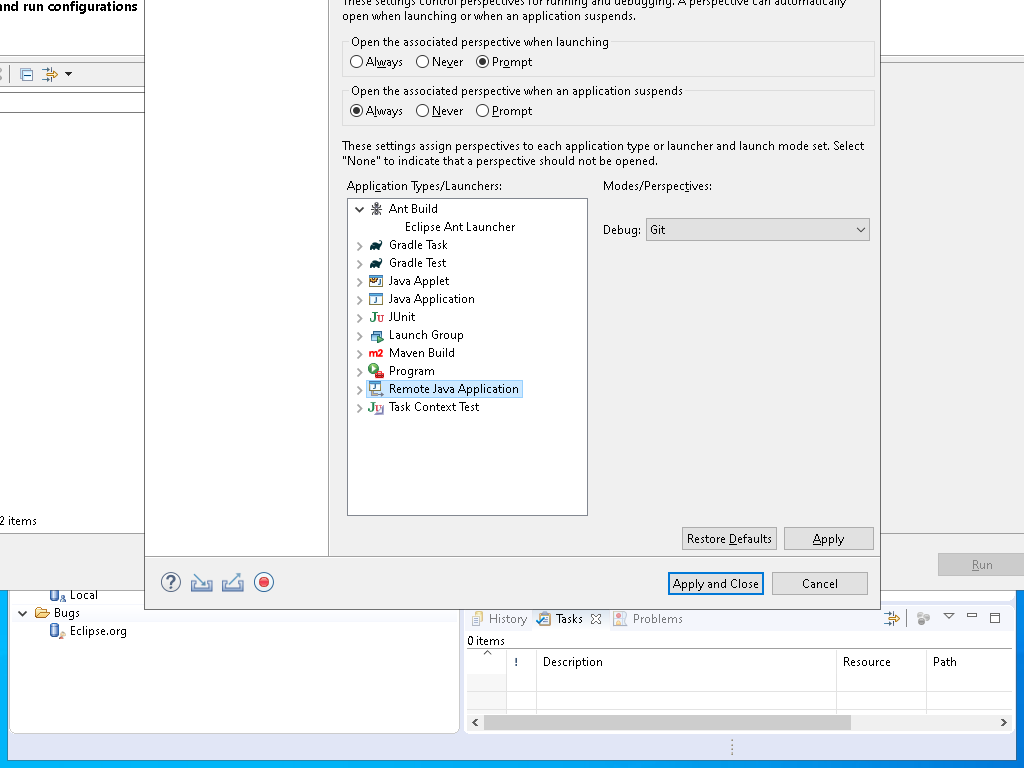 These settings control perspectives for running and debugging. A perspective can automatically
and run configurations
open when launching or when an application suspends.
Open the associated perspective when launching
Always Never Prompt
Open the associated perspective when an application suspends
Always Never Prompt
These settings assign perspectives to each application type or launcher and launch mode set. Select
"None" to indicate that a perspective should not be opened.
Application Types/Launchers:
Modes/Perspectives:
Ant Build
Eclipse Ant Launcher
Debug: Git
Gradle Task
Gradle Test
Java Applet
Java Application
JUnit
Launch Group
Maven Build
Program
Remote Java Application
Task Context Test
2 items
Restore Defaults Apply
Run
Apply and Close Cancel
Local
Bugs
Eclipse.org
History Tasks Problems
0 items
! Description Resource Path